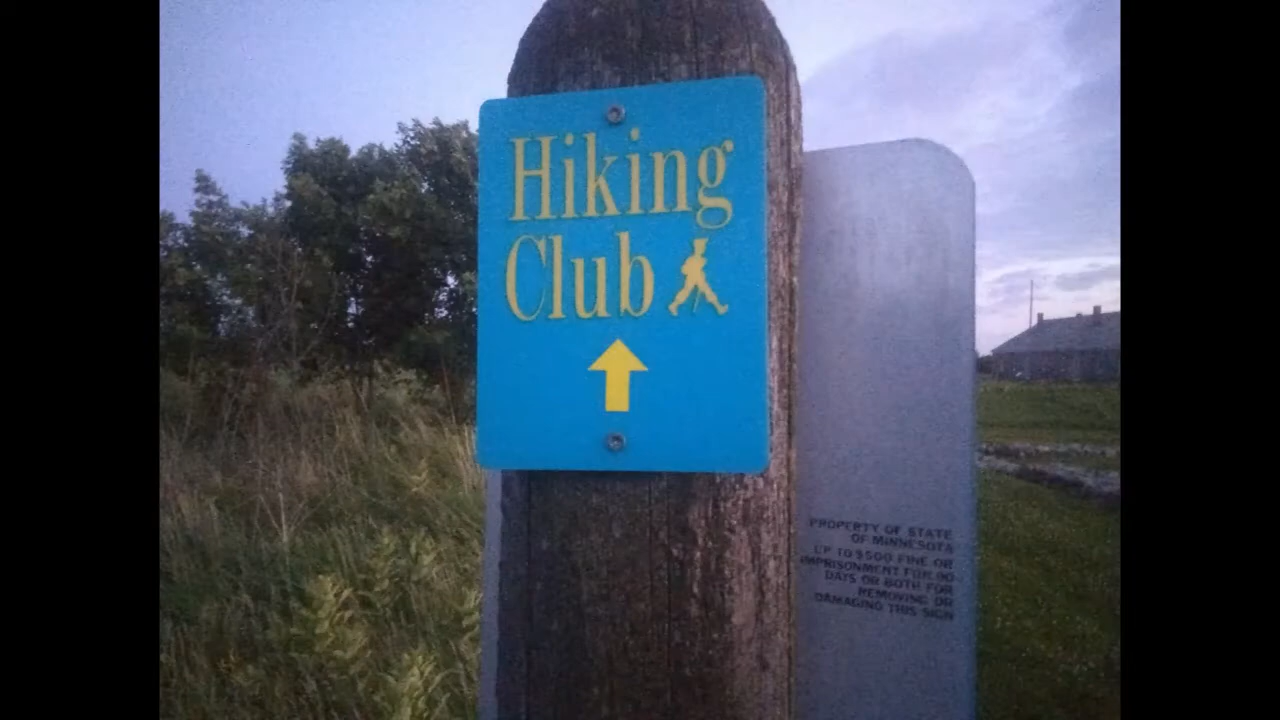 Hiking
Club
PROPERTY OF STATE
OF MINNESOTA
UP TO $500 FINE OR
IMPRISONMENT FOR 90
DAYS OR BOTH FOR
REMOVING OR
DAMAGING THIS SIGN